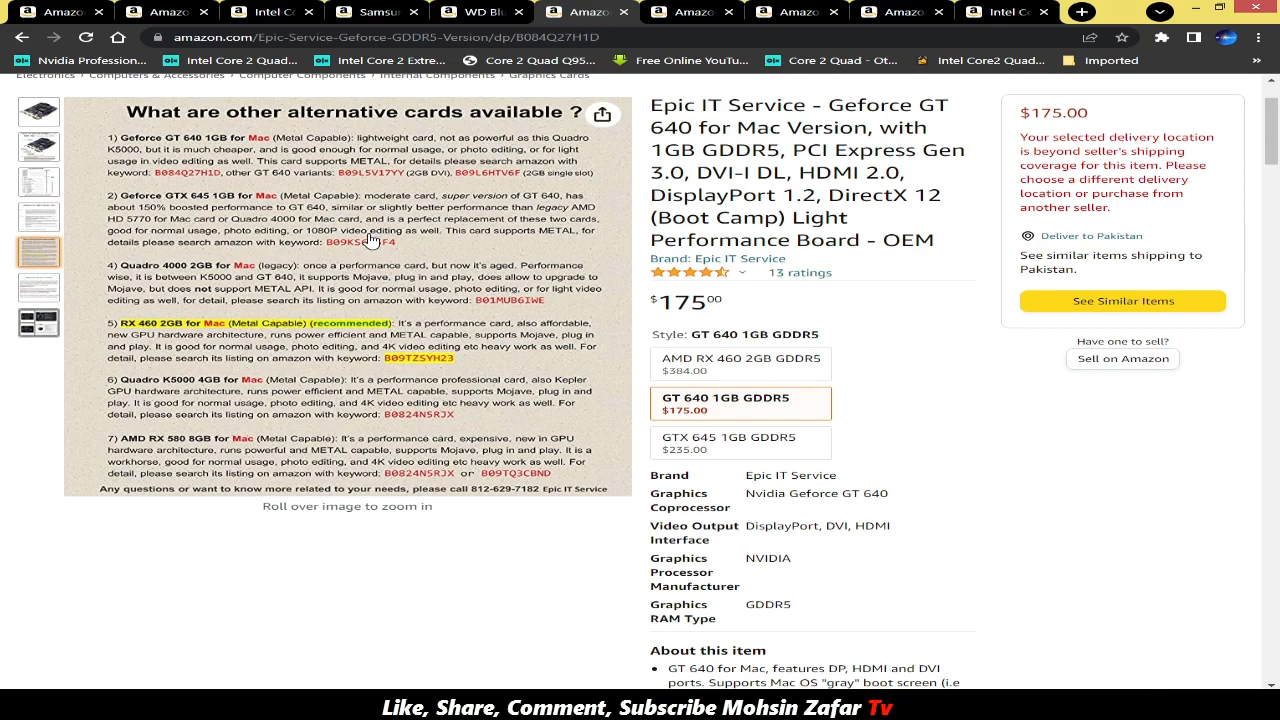 Amazo
Amazo
Intel Co
Samsu
WD Blu
Amazo
Amazo
Amazo
Amazo
Intel Co
amazon.com/Epic-Service-Geforce-GDDR5-Version/dp/B084Q27H1D
Nvidia Profession...
Intel Core 2 Quad...
Intel Core 2 Extre...
Core 2 Quad Q95...
Free Online YouTu...
Core 2 Quad - Ot...
Intel Core2 Quad...
Imported
»
Electronics › Computers & Accessories › Computer Components › Internal Components › Graphics Cards
What are other alternative cards available ?
1) Geforce GT 640 1GB for Mac (Metal Capable): lightweight card, not as powerful as this Quadro
K5000, but it is much cheaper, and is good enough for normal usage, or photo editing, or for light
usage in video editing as well. This card supports METAL, for details please search amazon with
keyword: B084Q27H1D, other GT 640 variants: B09L5V17YY (2GB DVI), B09L6HTV6F (2GB single slot)
2) Geforce GTX 645 1GB for Mac (Metal Capable): moderate card, super version of GT 640, has
about 150% boosted performance to GT 640, similar or slightly better performance than legacy AMD
HD 5770 for Mac card or Quadro 4000 for Mac card, and is a perfect replacement of these two cards,
good for normal usage, photo editing, or 1080P video editing as well. This card supports METAL, for
details please search amazon with keyword:
4) Quadro 4000 2GB for Mac (legacy): once a performance card, but now it's aged. Performance
wise, it is between K5000 and GT 640, it supports Mojave, plug in and play, does allow to upgrade to
Mojave, but does not support METAL API. It is good for normal usage, photo editing, or for light video
editing as well, for detail, please search its listing on amazon with keyword: B01MUB6IWE
5) RX 460 2GB for Mac (Metal Capable) (recommended): It's a performance card, also affordable,
new GPU hardware architecture, runs power efficient and METAL capable, supports Mojave, plug in
and play. It is good for normal usage, photo editing, and 4K video editing etc heavy work as well. For
detail, please search its listing on amazon with keyword: B09TZSYH23
6) Quadro K5000 4GB for Mac (Metal Capable): It's a performance professional card, also Kepler
GPU hardware architecture, runs power efficient and METAL capable, supports Mojave, plug in and
play. It is good for normal usage, photo editing, and 4K video editing etc heavy work as well. For
detail, please search its listing on amazon with keyword: B0824N5RJX
7) AMD RX 580 8GB for Mac (Metal Capable): It's a performance card, expensive, new in GPU
hardware architecture, runs powerful and METAL capable, supports Mojave, plug in and play. It is a
workhorse, good for normal usage, photo editing, and 4K video editing etc heavy work as well. For
detail, please search its listing on amazon with keyword: B0824N5RJX or B09TQ3CBND
Any questions or want to know more related to your needs, please call 812-629-7182 Epic IT Service
Roll over image to zoom in
Epic IT Service - Geforce GT
640 for Mac Version, with
1GB GDDR5, PCI Express Gen
3.0, DVI-I DL, HDMI 2.0,
DisplayPort 1.2, DirectX 12
(Boot Camp) Light
Performance Board - OEM
Brand: Epic IT Service
13 ratings
$175.00
Style: GT 640 1GB GDDR5
AMD RX 460 2GB GDDR5
$384.00
GT 640 1GB GDDR5
$175.00
GTX 645 1GB GDDR5
$235.00
Brand Epic IT Service
Graphics Coprocessor Nvidia Geforce GT 640
Video Output Interface DisplayPort, DVI, HDMI
Graphics Processor Manufacturer NVIDIA
Graphics RAM Type GDDR5
About this item
• GT 640 for Mac, features DP, HDMI and DVI
ports. Supports Mac OS "gray" boot screen (i.e
$175.00
Your selected delivery location
is beyond seller's shipping
coverage for this item. Please
choose a different delivery
location or purchase from
another seller.
Deliver to Pakistan
See similar items shipping to
Pakistan.
See Similar Items
Have one to sell?
Sell on Amazon
Like, Share, Comment, Subscribe Mohsin Zafar Tv